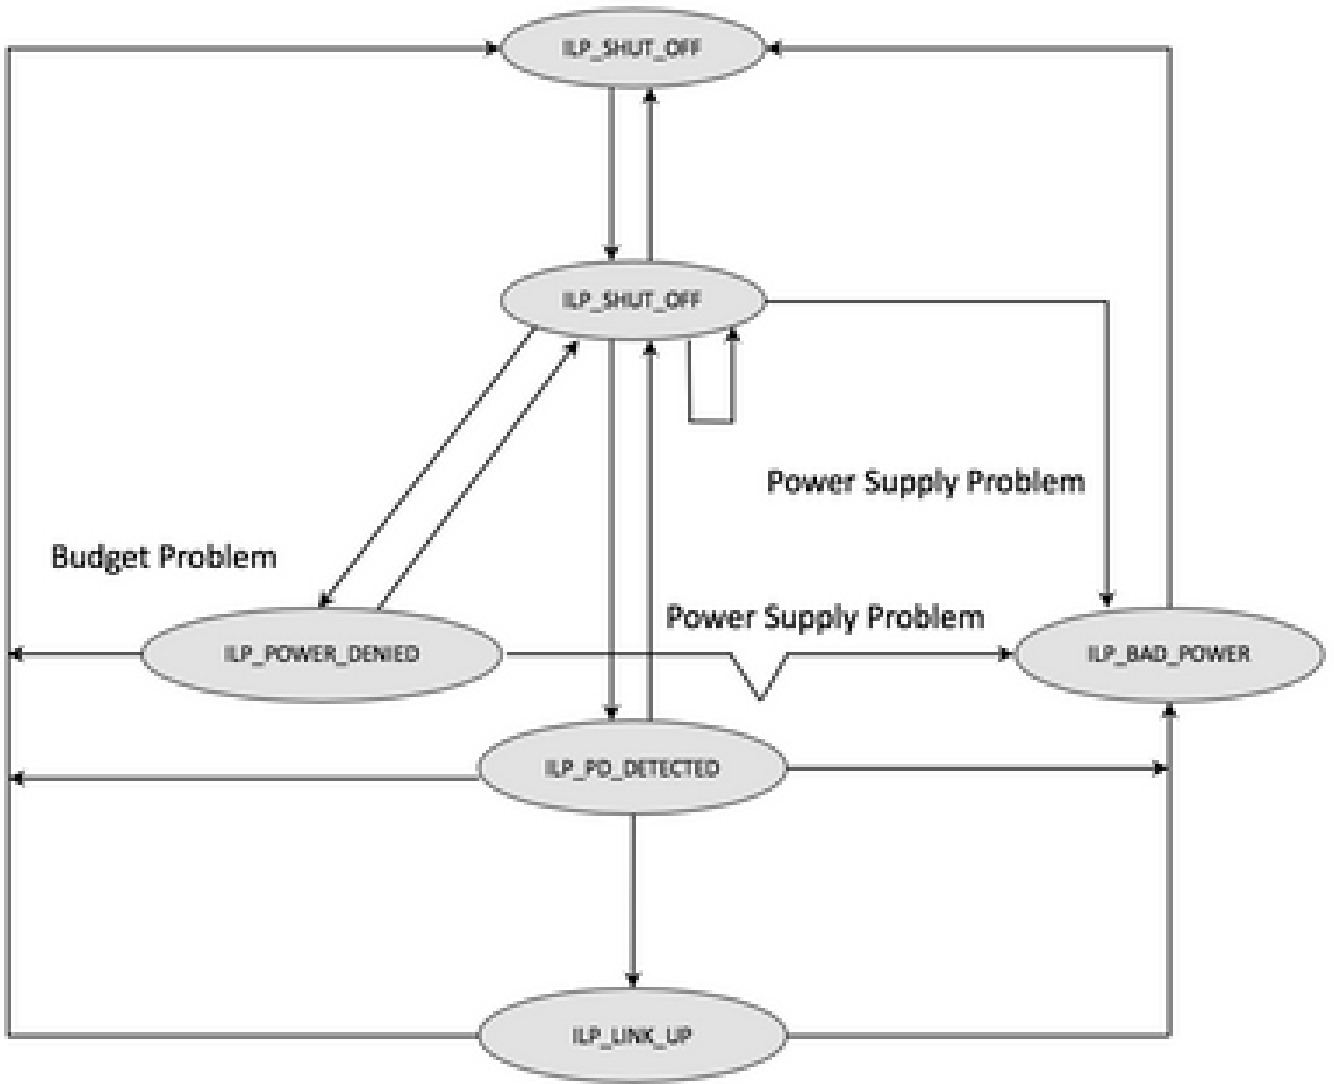 ILP_SHUT_OFF
ILP_SHUT_OFF
Power Supply Problem
Budget Problem
Power Supply Problem
ILP_POWER_DENIED
ILP_BAD_POWER
ILP_PD_DETECTED
ILP_LINK_UP